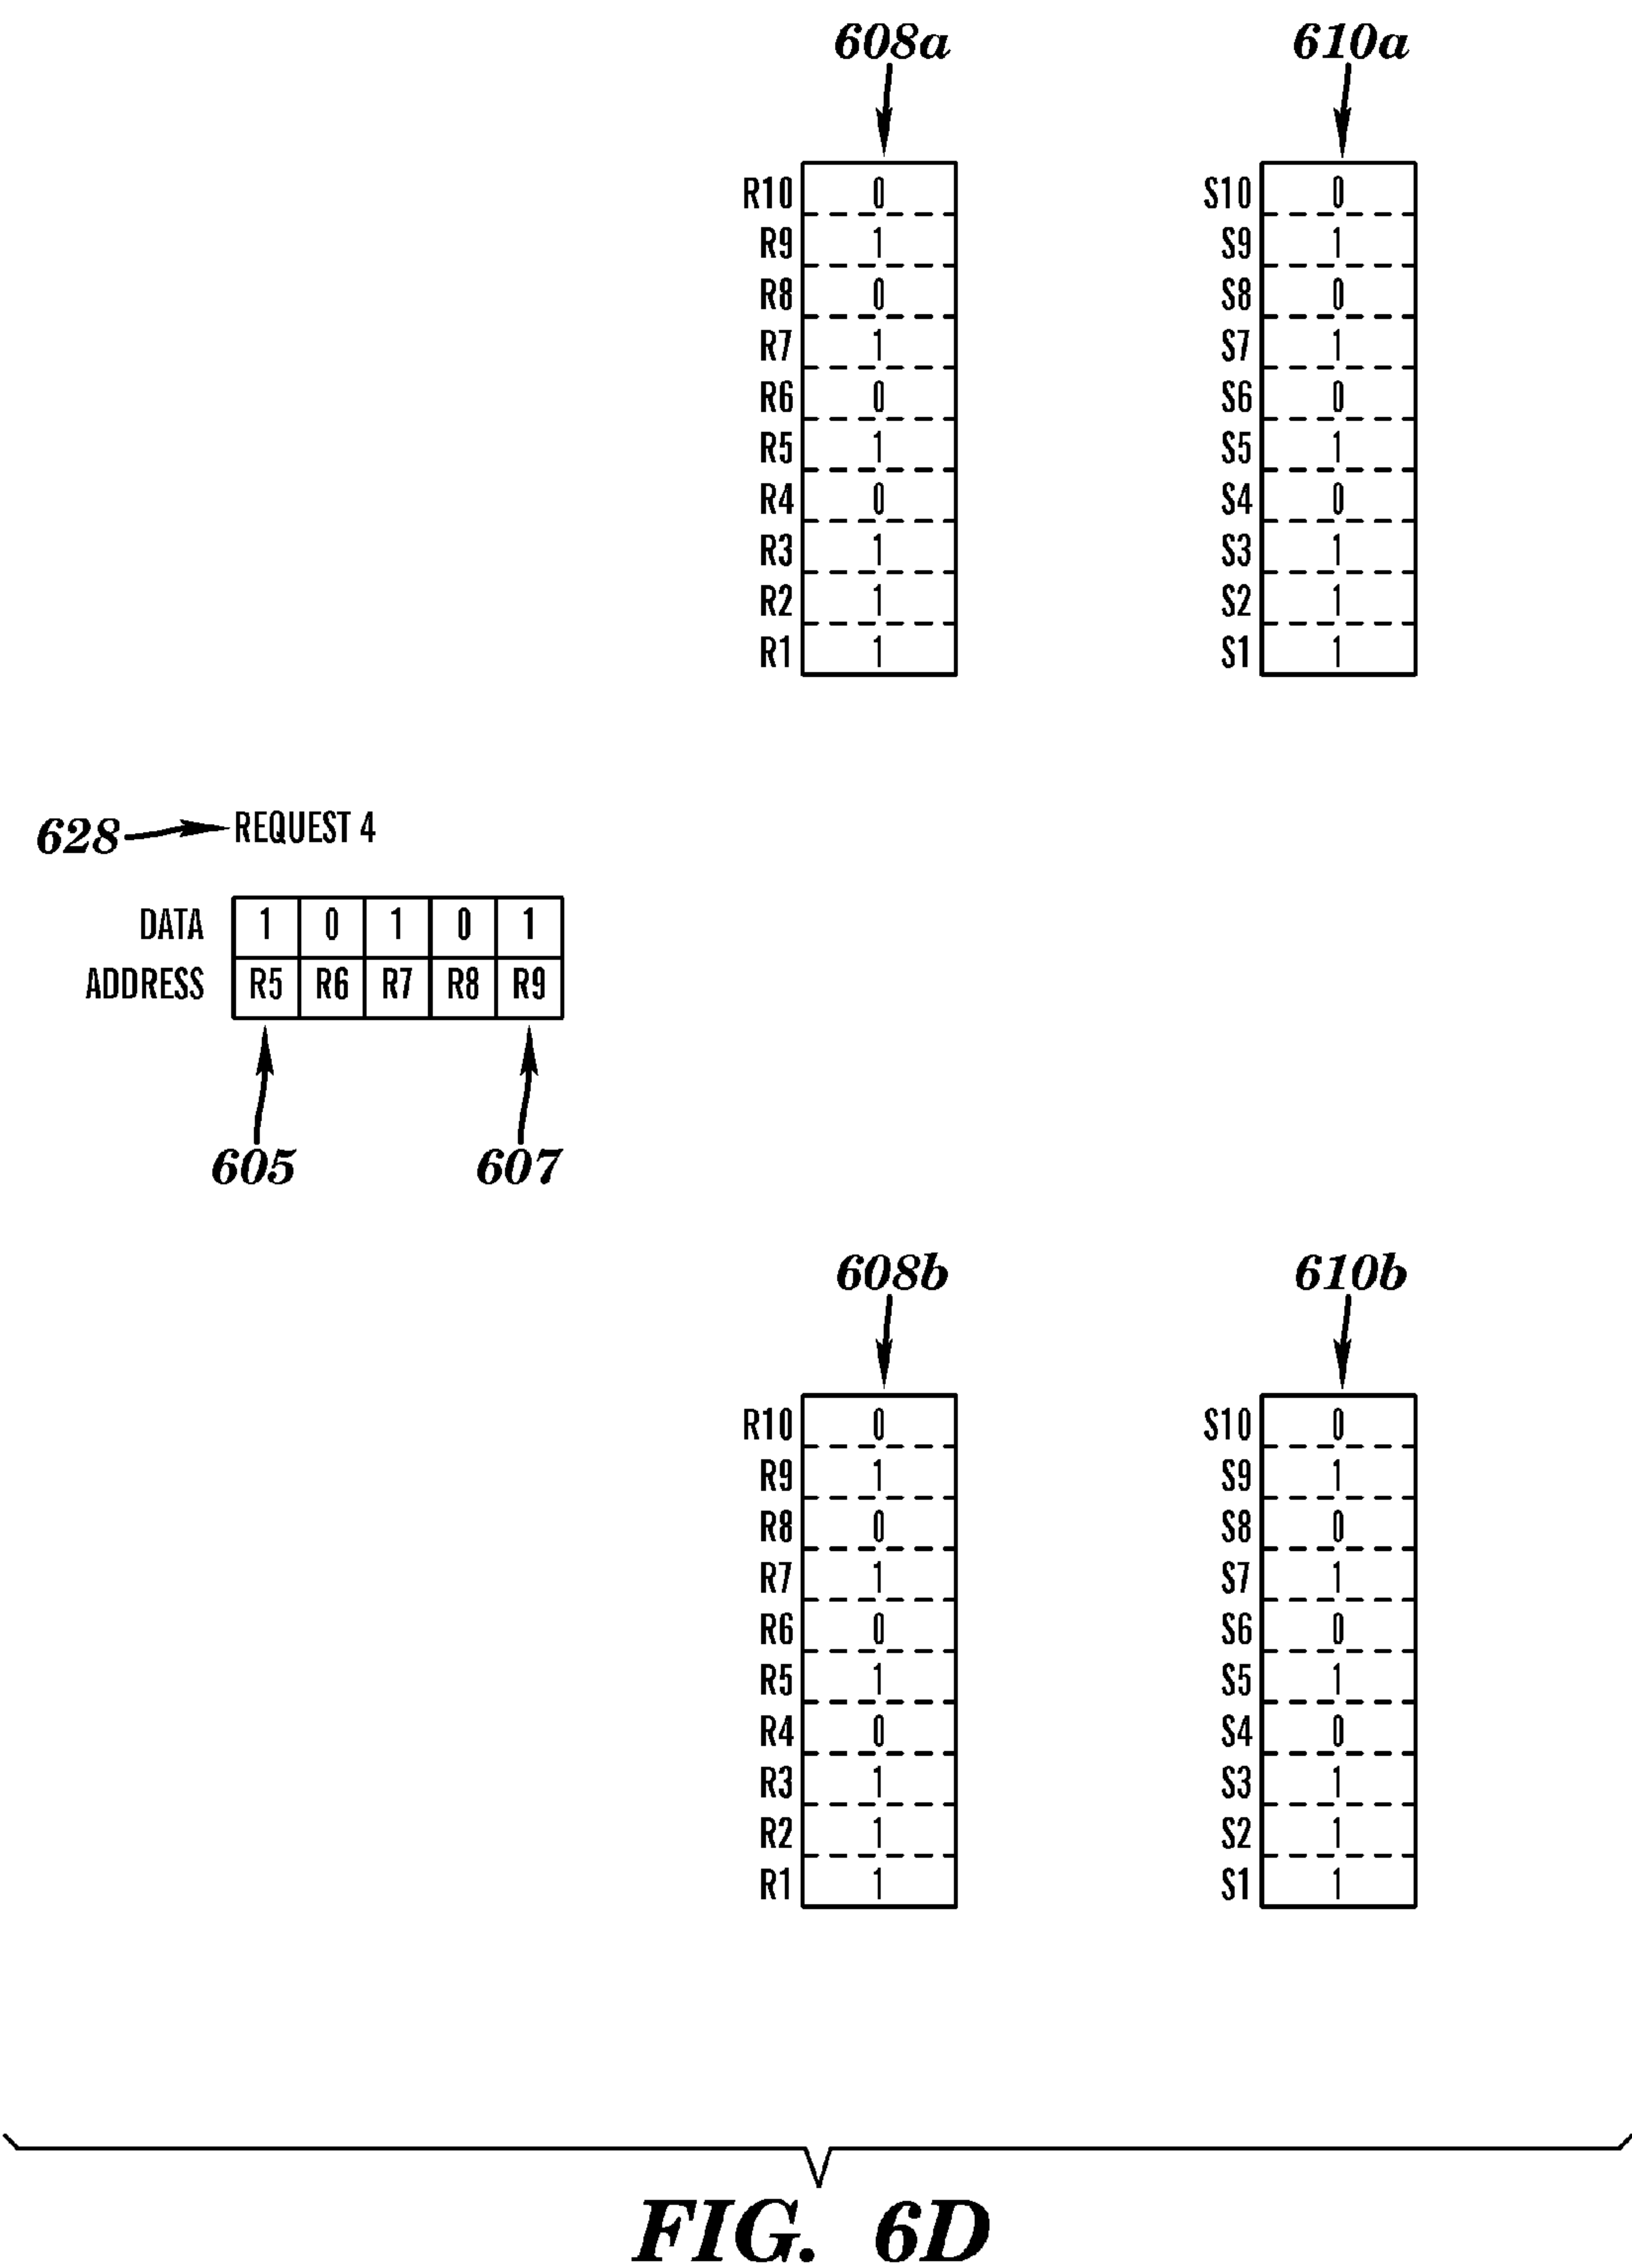 608a 610a
R10 0 S10 0
R9 1 S9 1
R8 0 S8 0
R7 1 S7 1
R6 0 S6 0
R5 1 S5 1
R4 0 S4 0
R3 1 S3 1
R2 1 S2 1
R1 1 S1 1
628 REQUEST 4
DATA 1 0 1 0 1
ADDRESS R5 R6 R7 R8 R9
605 607
608b 610b
R10 0 S10 0
R9 1 S9 1
R8 0 S8 0
R7 1 S7 1
R6 0 S6 0
R5 1 S5 1
R4 0 S4 0
R3 1 S3 1
R2 1 S2 1
R1 1 S1 1
FIG. 6D